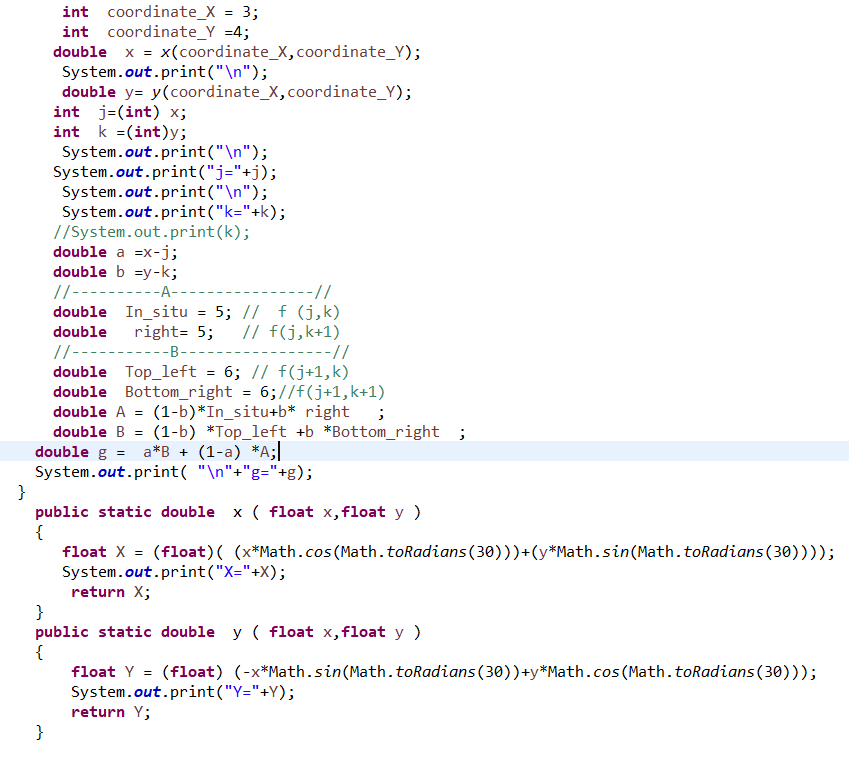 int  coordinate_X = 3;
int  coordinate_Y =4;
double  x = x(coordinate_X,coordinate_Y);
System.out.print("\n");
double y= y(coordinate_X,coordinate_Y);
int  j=(int) x;
int  k =(int)y;
System.out.print("\n");
System.out.print("j="+j);
System.out.print("\n");
System.out.print("k="+k);
//System.out.print(k);
double a =x-j;
double b =y-k;
//----------A----------------//
double  In_situ = 5; //  f (j,k)
double   right= 5;   // f(j,k+1)
//-----------B-----------------//
double  Top_left = 6; // f(j+1,k)
double  Bottom_right = 6;//f(j+1,k+1)
double A = (1-b)*In_situ+b* right   ;
double B = (1-b) *Top_left +b *Bottom_right  ;
double g =  a*B + (1-a) *A;
System.out.print( "\n"+"g="+g);
}
public static double  x ( float x,float y )
{
float X = (float)( (x*Math.cos(Math.toRadians(30)))+(y*Math.sin(Math.toRadians(30))));
System.out.print("X="+X);
return X;
}
public static double  y ( float x,float y )
{
float Y = (float) (-x*Math.sin(Math.toRadians(30))+y*Math.cos(Math.toRadians(30)));
System.out.print("Y="+Y);
return Y;
}